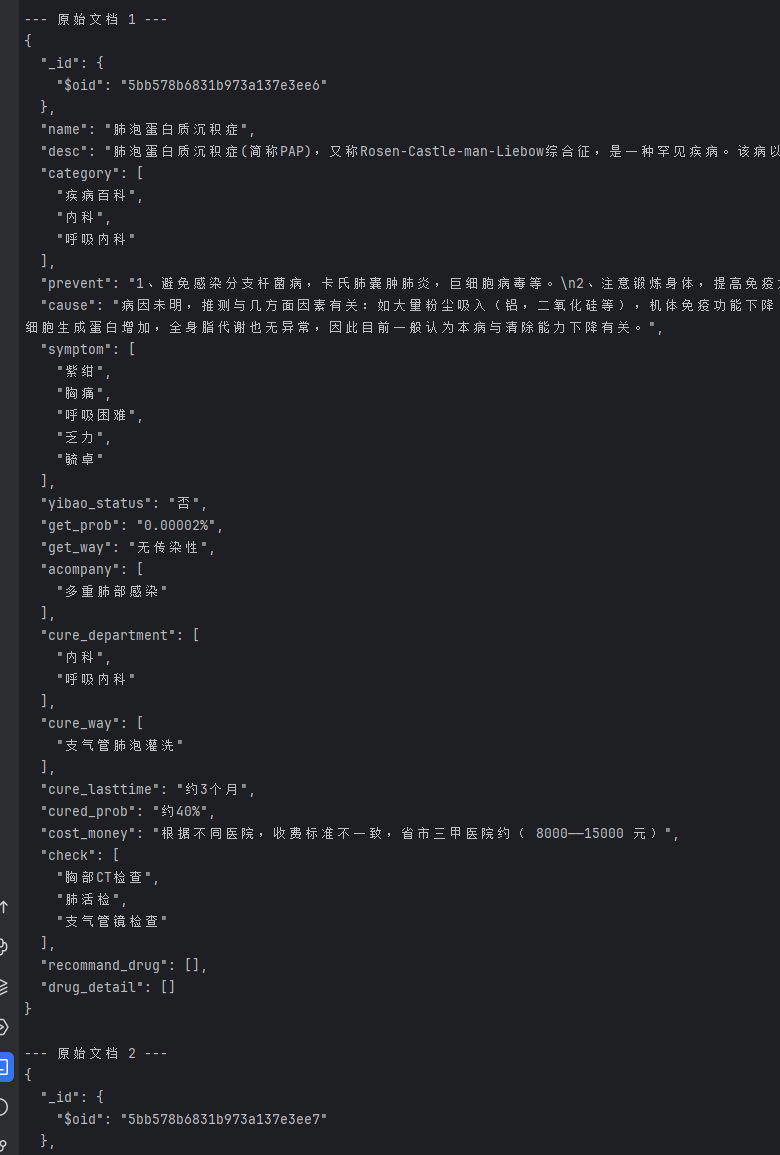 --- 原始文档 1 ---
{
  "_id": {
    "$oid": "5bb578b6831b973a137e3ee6"
  },
  "name": "肺泡蛋白质沉积症",
  "desc": "肺泡蛋白质沉积症(简称PAP)，又称Rosen-Castle-man-Liebow综合征，是一种罕见疾病。该病以
  "category": [
    "疾病百科",
    "内科",
    "呼吸内科"
  ],
  "prevent": "1、避免感染分支杆菌病，卡氏肺囊肿肺炎，巨细胞病毒等。\n2、注意锻炼身体，提高免疫力
  "cause": "病因未明，推测与几方面因素有关：如大量粉尘吸入（铝，二氧化硅等），机体免疫功能下降
细胞生成蛋白增加，全身脂代谢也无异常，因此目前一般认为本病与清除能力下降有关。",
  "symptom": [
    "紫绀",
    "胸痛",
    "呼吸困难",
    "乏力",
    "毓卓"
  ],
  "yibao_status": "否",
  "get_prob": "0.00002%",
  "get_way": "无传染性",
  "acompany": [
    "多重肺部感染"
  ],
  "cure_department": [
    "内科",
    "呼吸内科"
  ],
  "cure_way": [
    "支气管肺泡灌洗"
  ],
  "cure_lasttime": "约3个月",
  "cured_prob": "约40%",
  "cost_money": "根据不同医院，收费标准不一致，省市三甲医院约（ 8000——15000 元）",
  "check": [
    "胸部CT检查",
    "肺活检",
    "支气管镜检查"
  ],
  "recommand_drug": [],
  "drug_detail": []
}
--- 原始文档 2 ---
{
  "_id": {
    "$oid": "5bb578b6831b973a137e3ee7"
  },